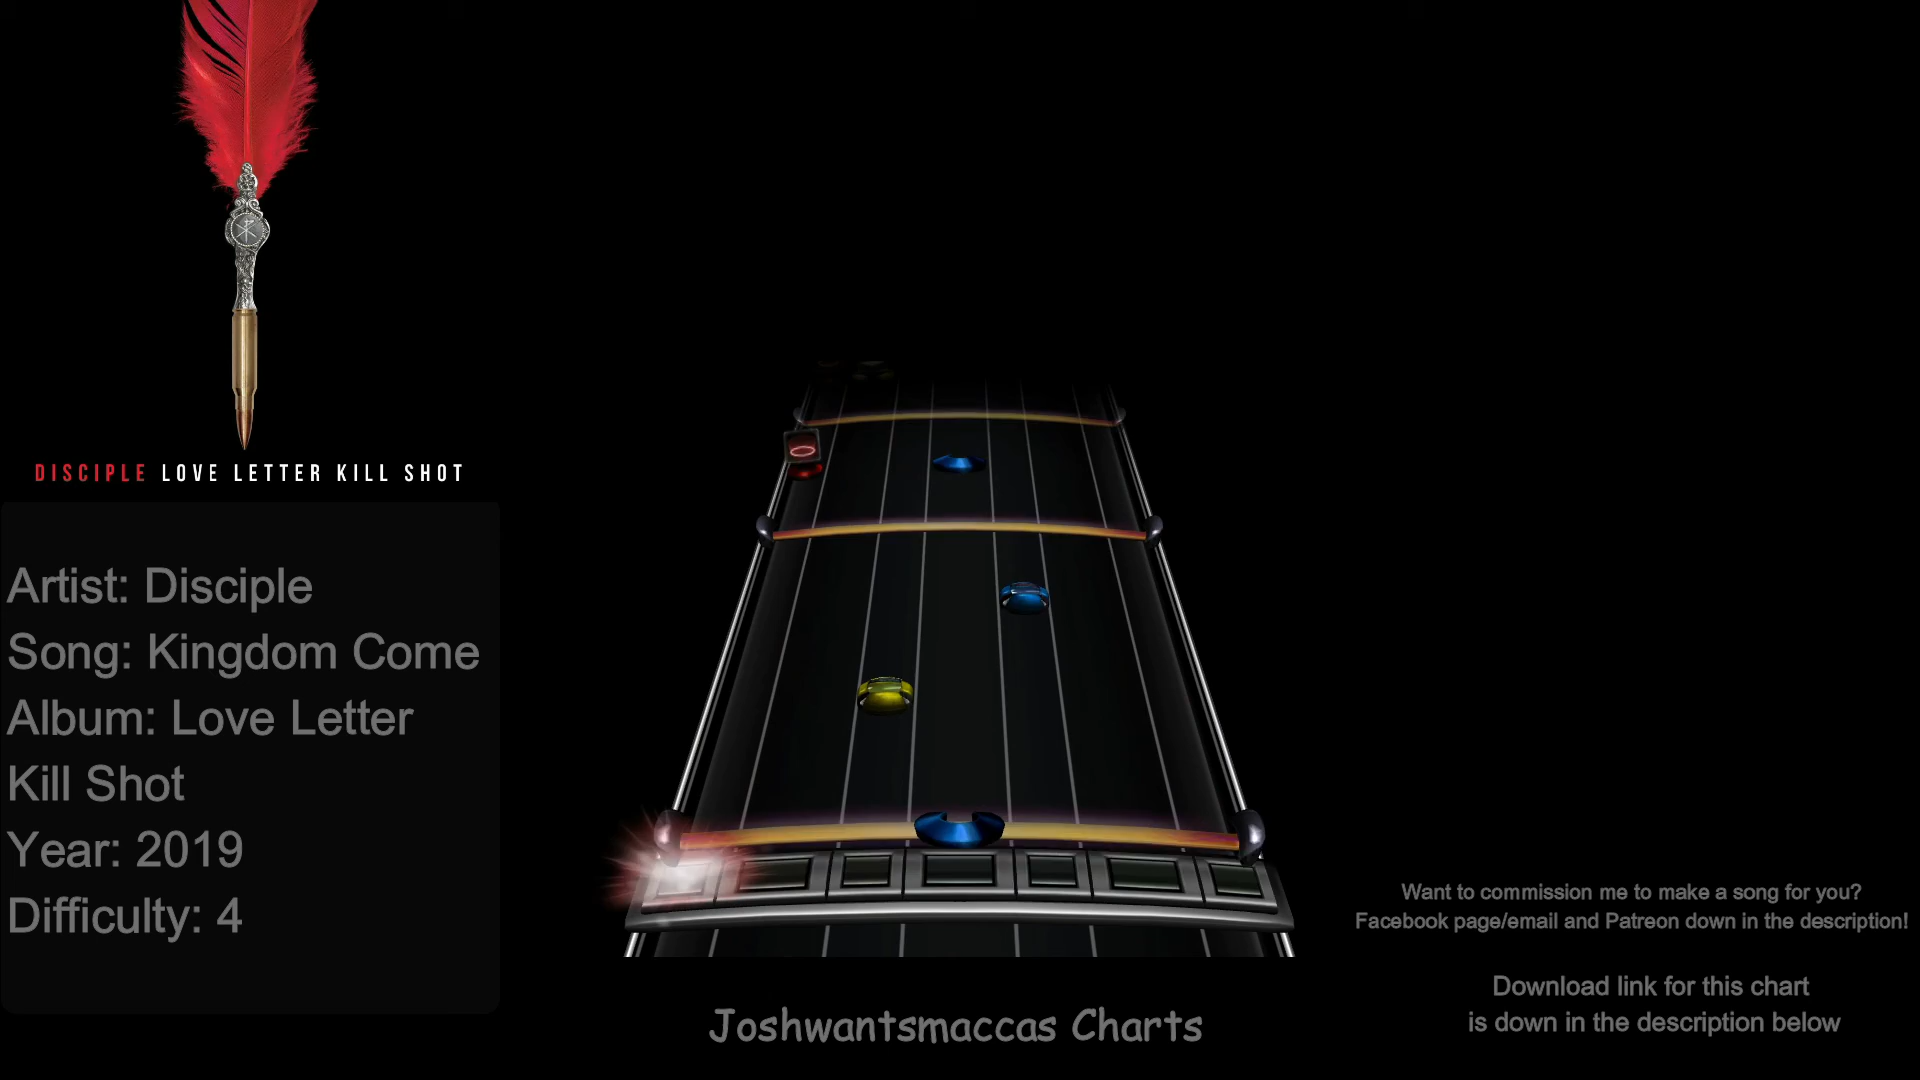 DISCIPLE LOVE LETTER KILL SHOT
Artist: Disciple
Song: Kingdom Come
Album: Love Letter
Kill Shot
Year: 2019
Difficulty: 4
Want to commission me to make a song for you?
Facebook page/email and Patreon down in the description!
Download link for this chart
is down in the description below
Joshwantsmaccas Charts